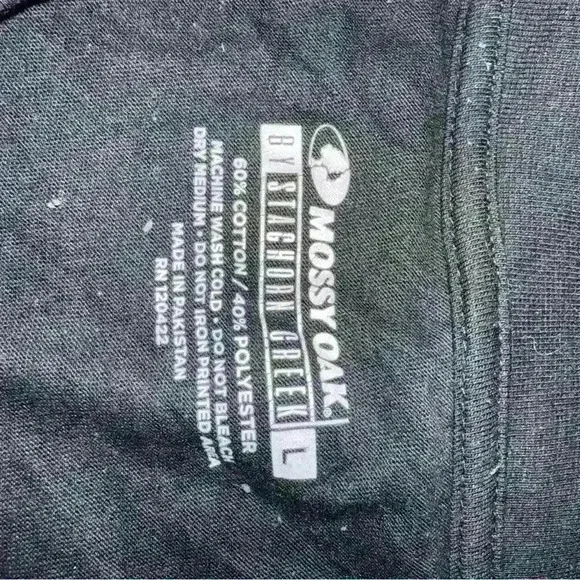 MOSSY OAK®
BY STAGHORN CREEK L
60% COTTON / 40% POLYESTER
MACHINE WASH COLD • DO NOT BLEACH
DRY MEDIUM • DO NOT IRON PRINTED AREA
MADE IN PAKISTAN
RN 120422